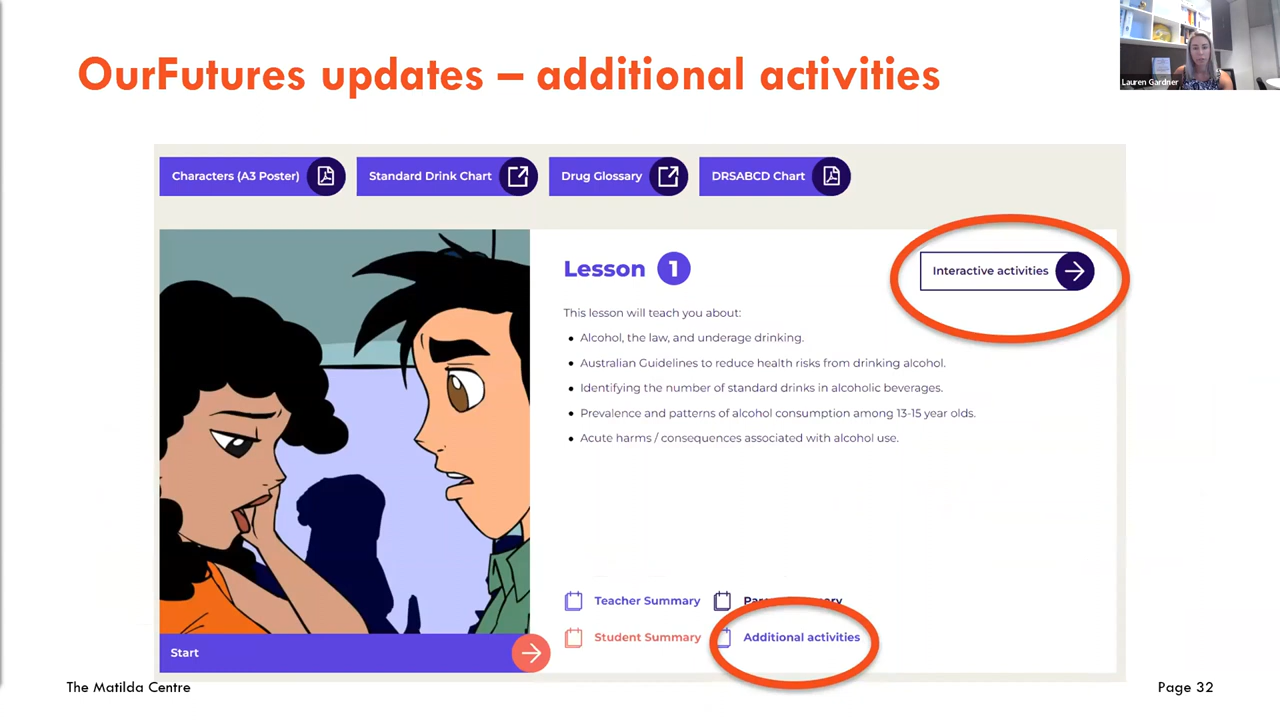 OurFutures updates – additional activities
Lauren Gardner
Characters (A3 Poster)
Standard Drink Chart
Drug Glossary
DRSABCD Chart
Lesson 1
Interactive activities
This lesson will teach you about:
• Alcohol, the law, and underage drinking.
• Australian Guidelines to reduce health risks from drinking alcohol.
• Identifying the number of standard drinks in alcoholic beverages.
• Prevalence and patterns of alcohol consumption among 13-15 year olds.
• Acute harms / consequences associated with alcohol use.
Teacher Summary
Parent Summary
Student Summary
Additional activities
Start
The Matilda Centre
Page 32